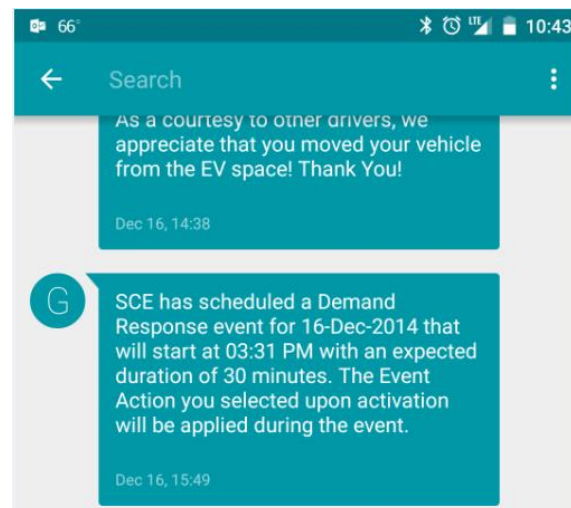 66° LTE 10:43
Search
As a courtesy to other drivers, we
appreciate that you moved your vehicle
from the EV space! Thank You!
Dec 16, 14:38
G
SCE has scheduled a Demand
Response event for 16-Dec-2014 that
will start at 03:31 PM with an expected
duration of 30 minutes. The Event
Action you selected upon activation
will be applied during the event.
Dec 16, 15:49